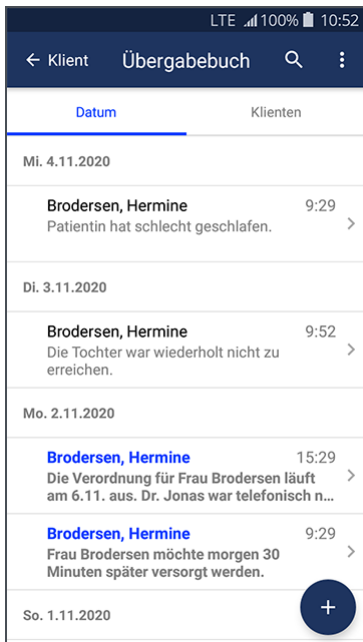 LTE 100% 10:52
← Klient Übergabebuch
Datum Klienten
Mi. 4.11.2020
Brodersen, Hermine 9:29
Patientin hat schlecht geschlafen.
Di. 3.11.2020
Brodersen, Hermine 9:52
Die Tochter war wiederholt nicht zu
erreichen.
Mo. 2.11.2020
Brodersen, Hermine 15:29
Die Verordnung für Frau Brodersen läuft
am 6.11. aus. Dr. Jonas war telefonisch n...
Brodersen, Hermine 9:29
Frau Brodersen möchte morgen 30
Minuten später versorgt werden.
So. 1.11.2020
+